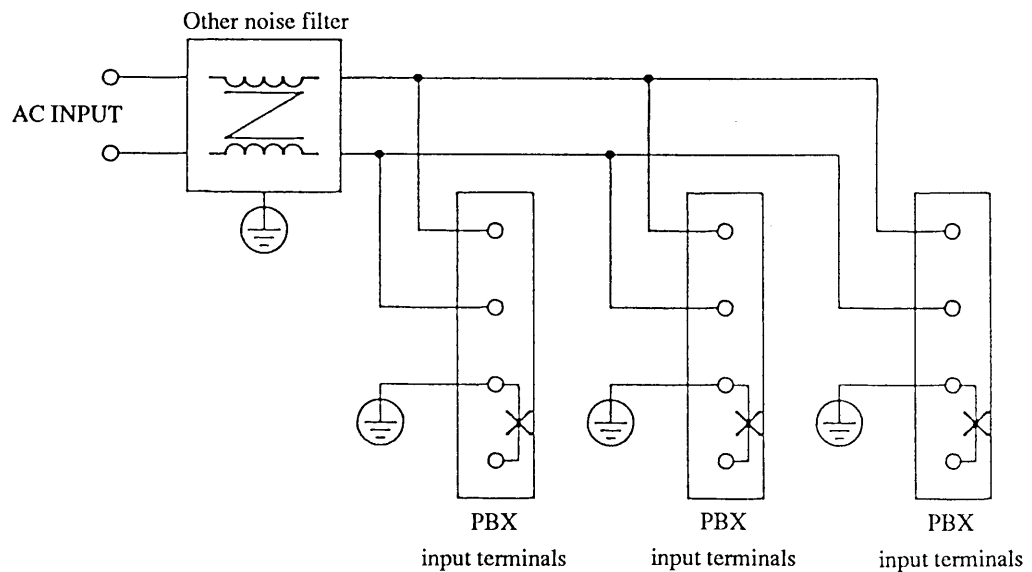 Other noise filter
AC INPUT
PBX
input terminals
PBX
input terminals
PBX
input terminals